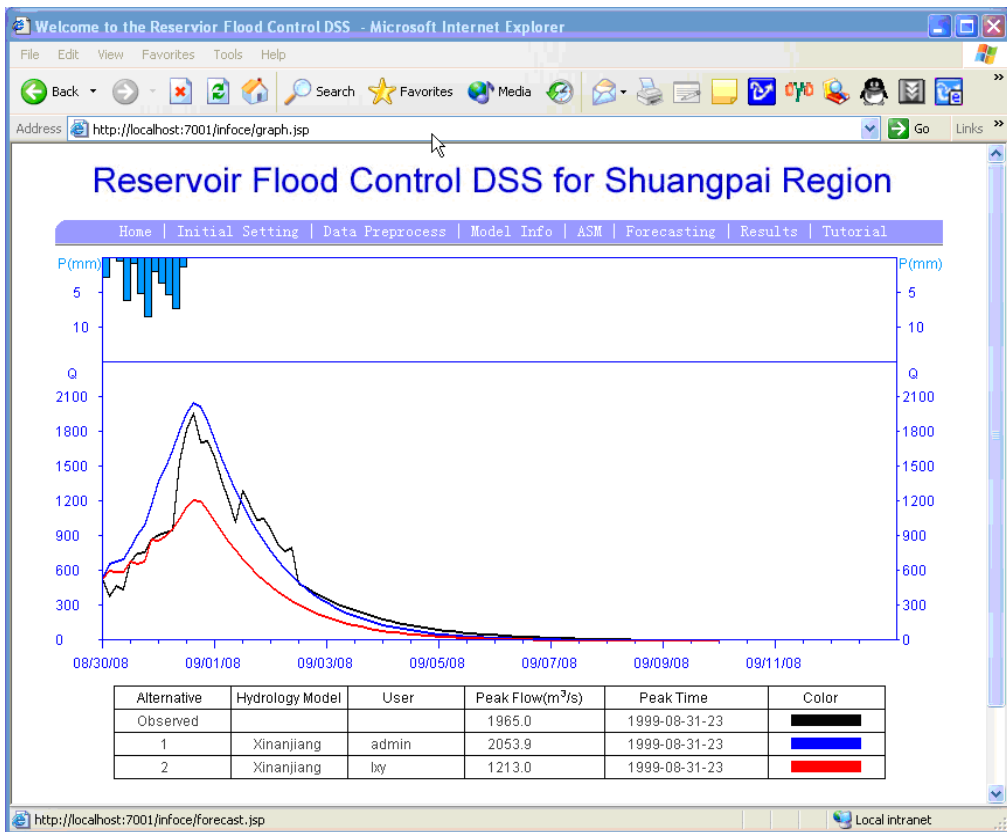 Welcome to the Reservior Flood Control DSS - Microsoft Internet Explorer
File Edit View Favorites Tools Help
Back Search Favorites Media
Address http://localhost:7001/infoce/graph.jsp Go Links
Reservoir Flood Control DSS for Shuangpai Region
Home | Initial Setting | Data Preprocess | Model Info | ASM | Forecasting | Results | Tutorial
P(mm) P(mm)
5 5
10 10
Q Q
2100 2100
1800 1800
1500 1500
1200 1200
900 900
600 600
300 300
0 0
08/30/08 09/01/08 09/03/08 09/05/08 09/07/08 09/09/08 09/11/08
Alternative Hydrology Model User Peak Flow(m³/s) Peak Time Color
Observed 1965.0 1999-08-31-23
1 Xinanjiang admin 2053.9 1999-08-31-23
2 Xinanjiang lxy 1213.0 1999-08-31-23
http://localhost:7001/infoce/forecast.jsp Local intranet